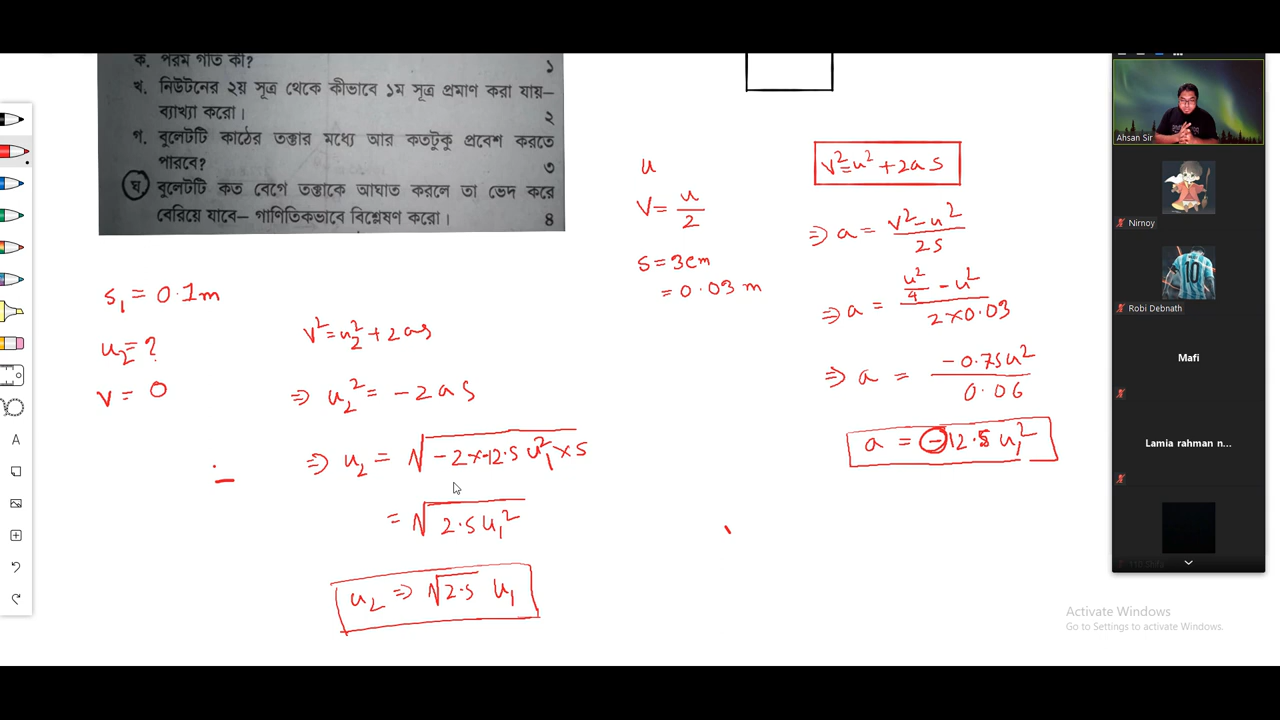 ক. পরম গতি কী? ১
খ. নিউটনের ২য় সূত্র থেকে কীভাবে ১ম সূত্র প্রমাণ করা যায়–
ব্যাখ্যা করো। ২
গ. বুলেটটি কাঠের তক্তার মধ্যে আর কতটুকু প্রবেশ করতে
পারবে? ৩
ঘ. বুলেটটি কত বেগে তক্তাকে আঘাত করলে তা ভেদ করে
বেরিয়ে যাবে– গাণিতিকভাবে বিশ্লেষণ করো। ৪
s₁ = 0.1m
u₂ = ?
v = 0
v² = u₂² + 2as
⇒ u₂² = -2as
⇒ u₂ = √(-2×-12.5 u₁² × s)
= √(2.5 u₁²)
u₂ ⇒ √2.5 u₁
u
v = u/2
s = 3cm
= 0.03 m
v² = u² + 2as
⇒ a = (v² - u²)/2s
⇒ a = (u²/4 - u²)/(2×0.03)
⇒ a = -0.75u²/0.06
a = -12.5 u₁²
Ahsan Sir
Nirnoy
Robi Debnath
Mafi
Lamia rahman n...
A
10
Activate Windows
Go to Settings to activate Windows.